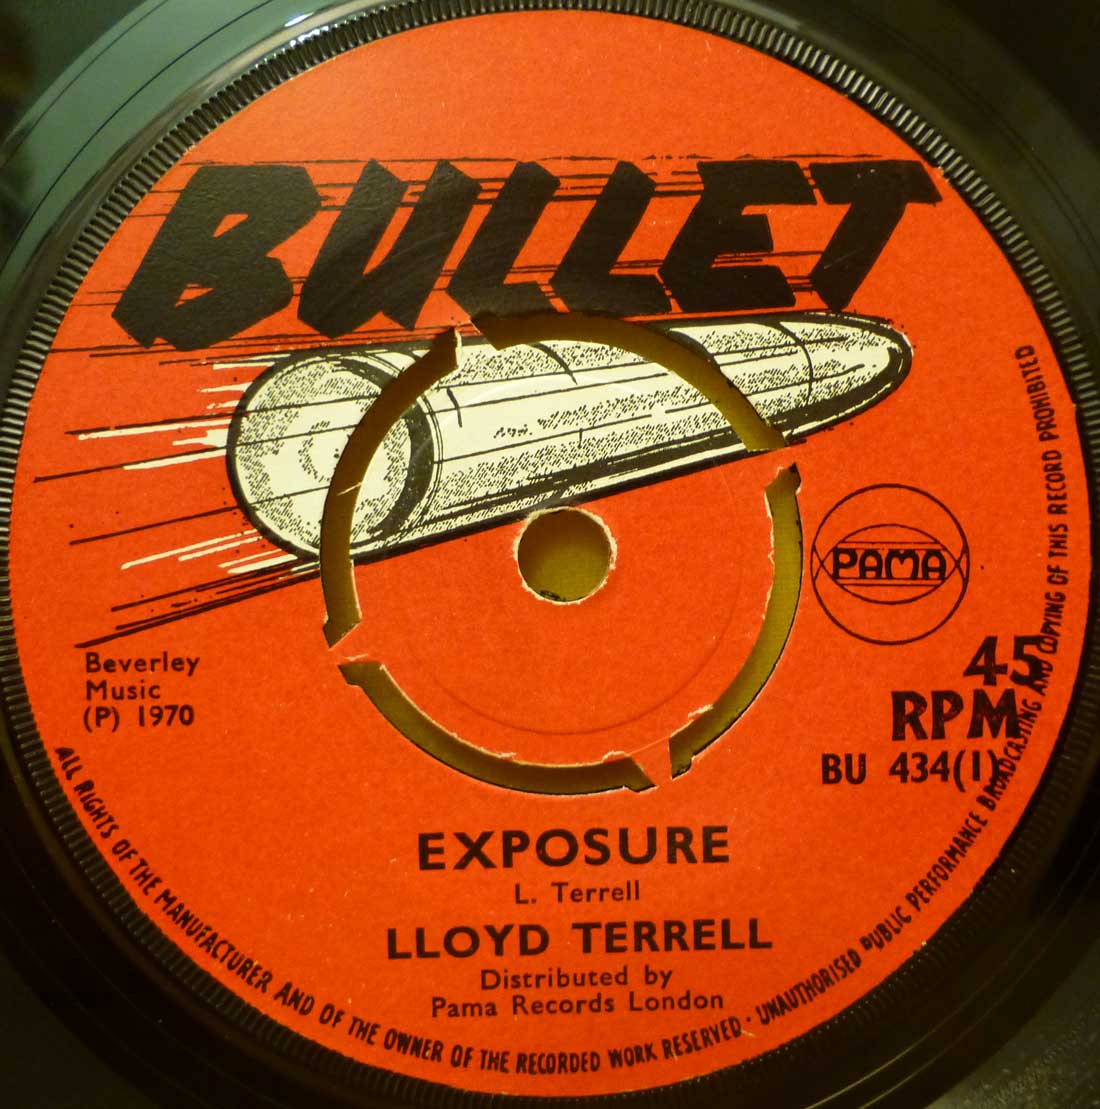 BULLET
PAMA
Beverley
Music
(P) 1970
45
RPM
BU 434(1)
EXPOSURE
L. Terrell
LLOYD TERRELL
Distributed by
Pama Records London
ALL RIGHTS OF THE MANUFACTURER AND OF THE OWNER OF THE RECORDED WORK RESERVED · UNAUTHORISED PUBLIC PERFORMANCE BROADCASTING AND COPYING OF THIS RECORD PROHIBITED